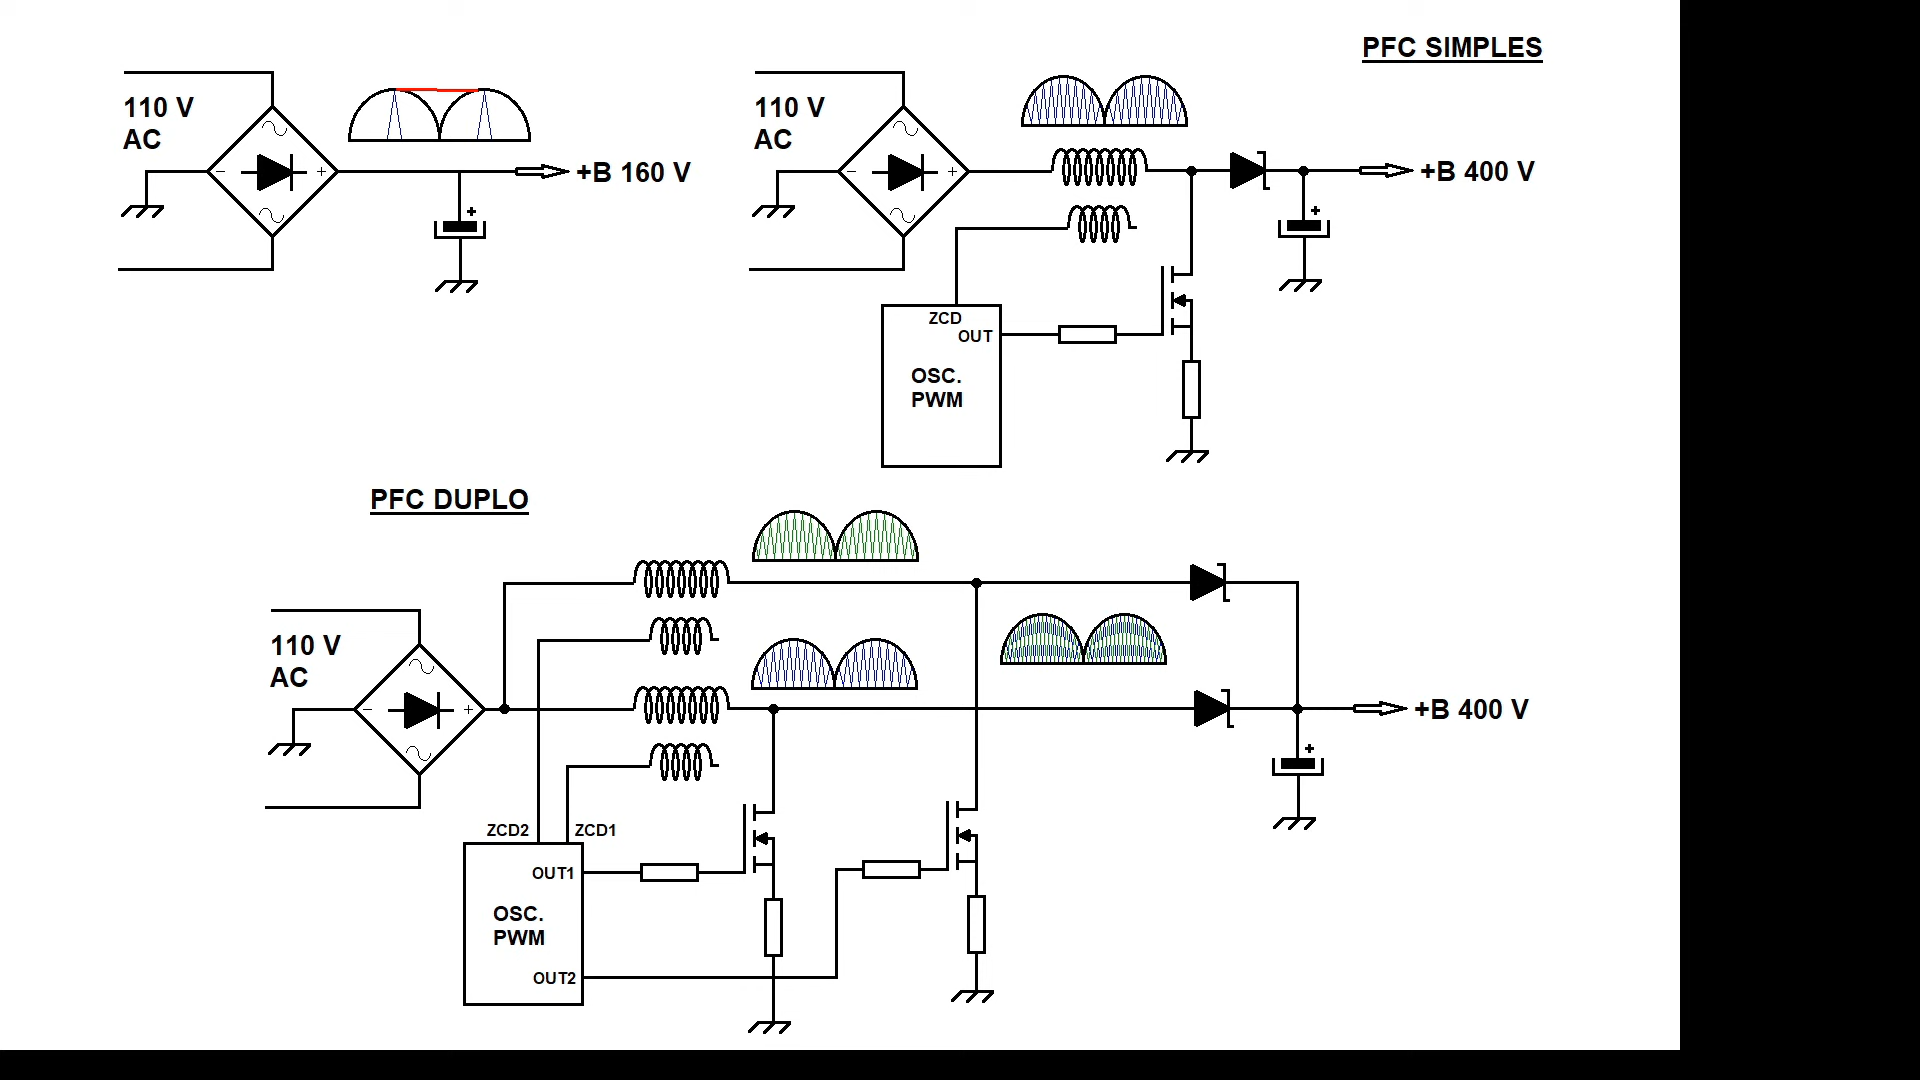 PFC SIMPLES
110 V
AC
+B 160 V
110 V
AC
+B 400 V
ZCD
OUT
OSC.
PWM
PFC DUPLO
110 V
AC
+B 400 V
ZCD2
ZCD1
OUT1
OSC.
PWM
OUT2